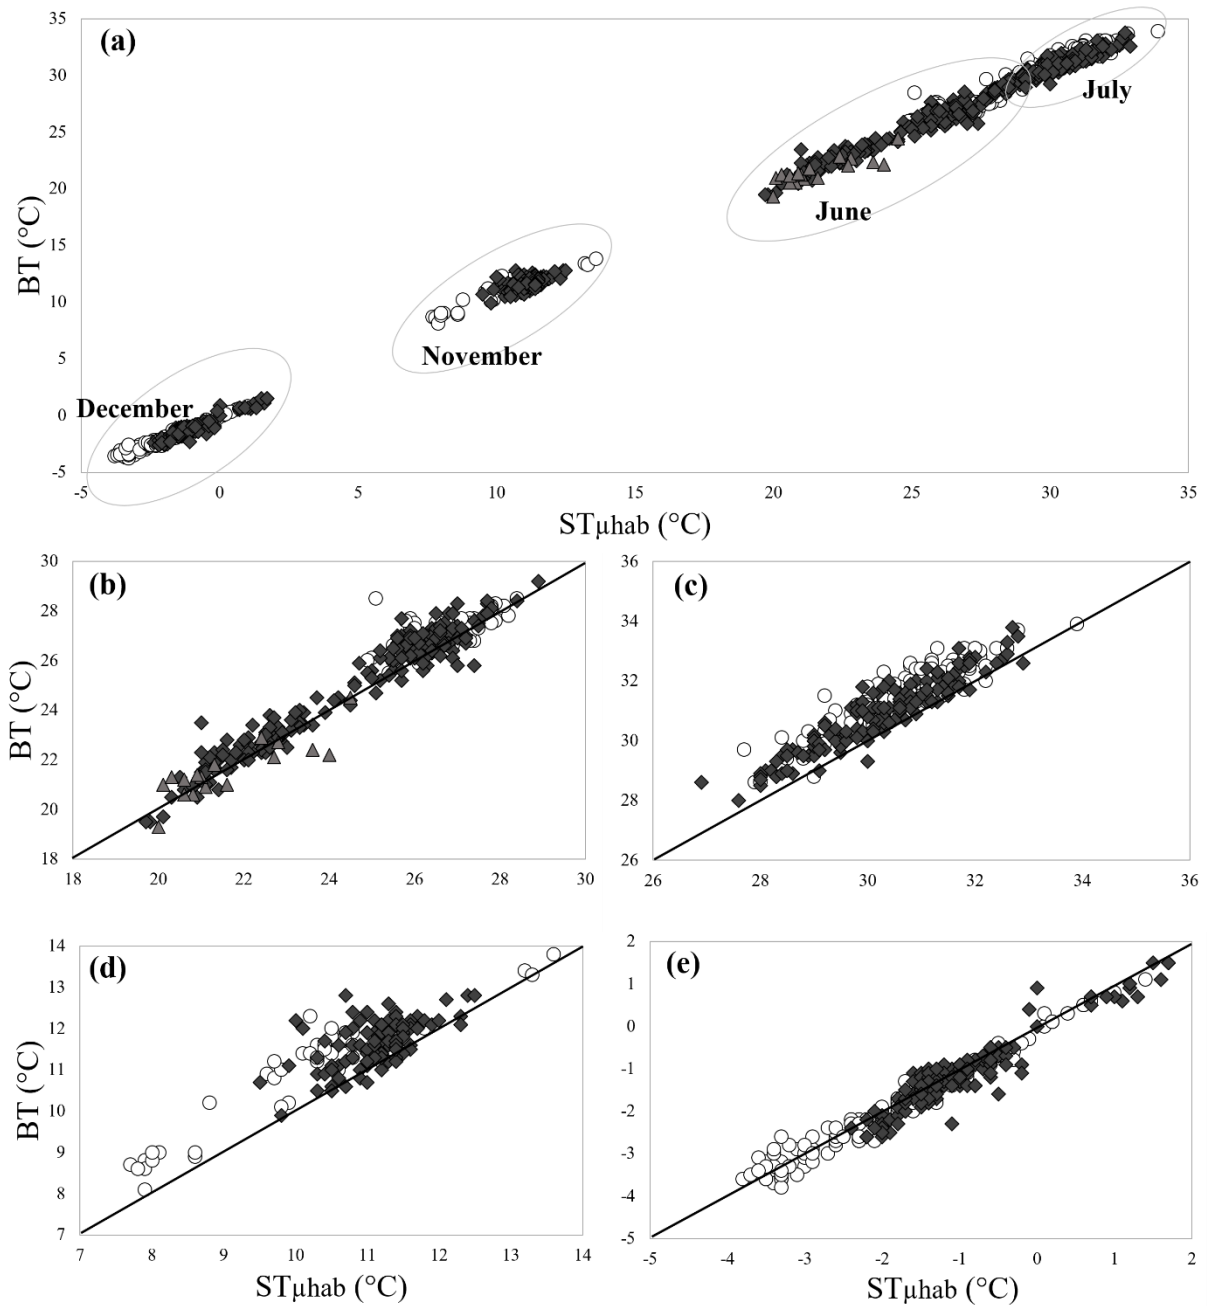 (a)
35
30
25
20
15
10
5
0
-5
BT (°C)
July
June
November
December
-5 0 5 10 15 20 25 30 35
STµhab (°C)
(b)
30
28
26
24
22
20
18
BT (°C)
18 20 22 24 26 28 30
(c)
36
34
32
30
28
26
26 28 30 32 34 36
(d)
14
13
12
11
10
9
8
7
BT (°C)
7 8 9 10 11 12 13 14
STµhab (°C)
(e)
2
1
0
-1
-2
-3
-4
-5
-5 -4 -3 -2 -1 0 1 2
STµhab (°C)